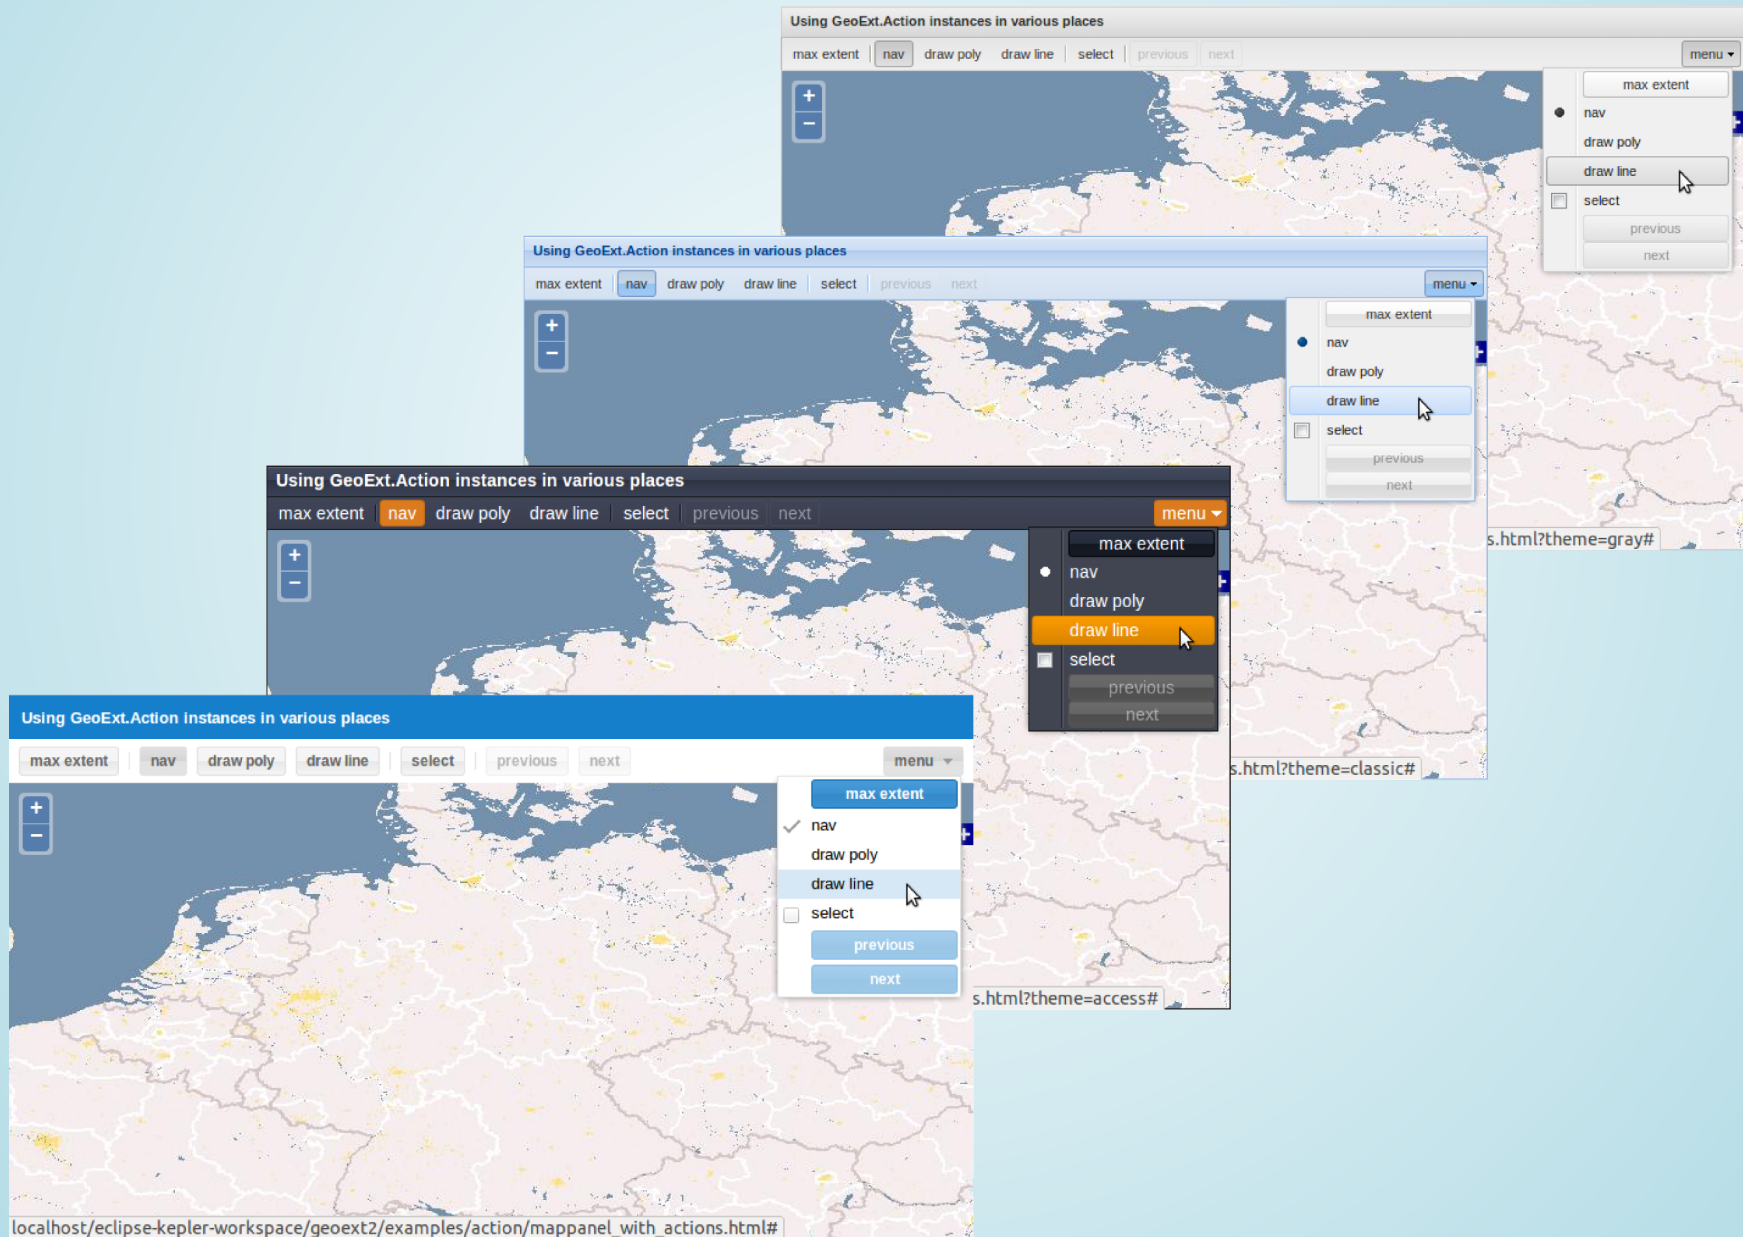 Using GeoExt.Action instances in various places
max extent nav draw poly draw line select previous next menu
max extent
nav
draw poly
draw line
select
previous
next
s.html?theme=gray#
Using GeoExt.Action instances in various places
max extent nav draw poly draw line select previous next menu
max extent
nav
draw poly
draw line
select
previous
next
s.html?theme=classic#
Using GeoExt.Action instances in various places
max extent nav draw poly draw line select previous next menu
max extent
nav
draw poly
draw line
select
previous
next
s.html?theme=access#
Using GeoExt.Action instances in various places
max extent nav draw poly draw line select previous next menu
max extent
nav
draw poly
draw line
select
previous
next
localhost/eclipse-kepler-workspace/geoext2/examples/action/mappanel_with_actions.html#